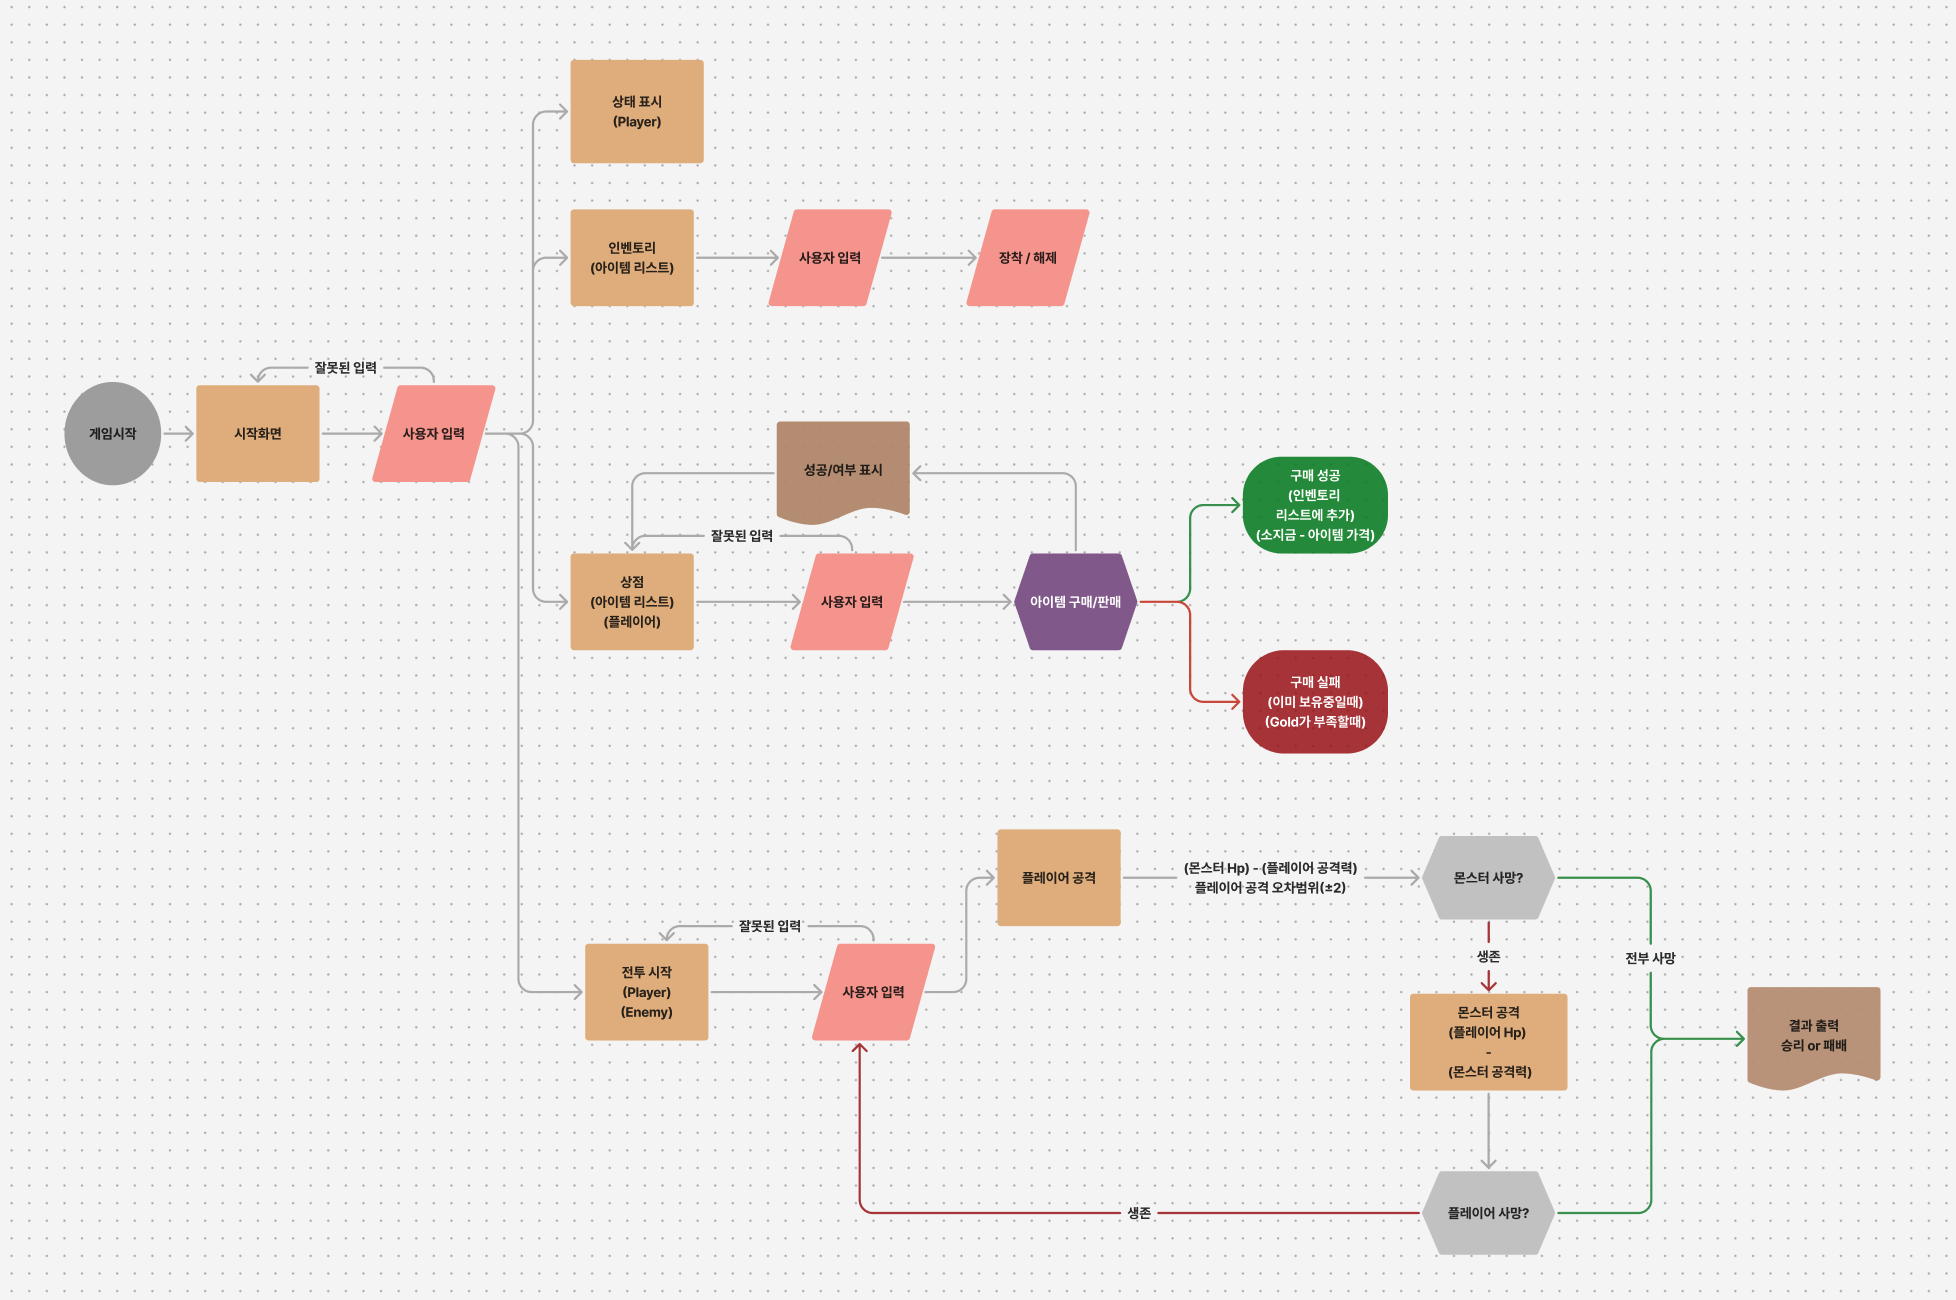 상태 표시
(Player)
인벤토리
(아이템 리스트)
사용자 입력
장착 / 해제
잘못된 입력
게임시작
시작화면
사용자 입력
성공/여부 표시
구매 성공
(인벤토리
리스트에 추가)
(소지금 - 아이템 가격)
잘못된 입력
상점
(아이템 리스트)
(플레이어)
사용자 입력
아이템 구매/판매
구매 실패
(이미 보유중일때)
(Gold가 부족할때)
플레이어 공격
(몬스터 Hp) - (플레이어 공격력)
플레이어 공격 오차범위(±2)
몬스터 사망?
잘못된 입력
전투 시작
(Player)
(Enemy)
사용자 입력
생존
전부 사망
몬스터 공격
(플레이어 Hp)
-
(몬스터 공격력)
결과 출력
승리 or 패배
생존
플레이어 사망?